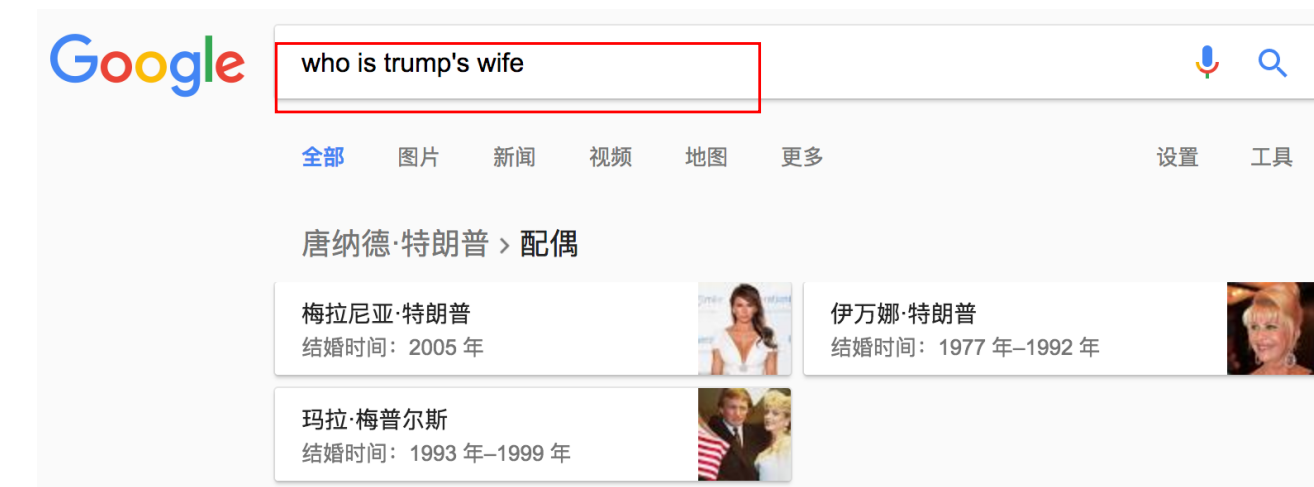 Google who is trump's wife
全部 图片 新闻 视频 地图 更多 设置 工具
唐纳德·特朗普 › 配偶
梅拉尼亚·特朗普
结婚时间：2005 年
伊万娜·特朗普
结婚时间：1977 年–1992 年
玛拉·梅普尔斯
结婚时间：1993 年–1999 年